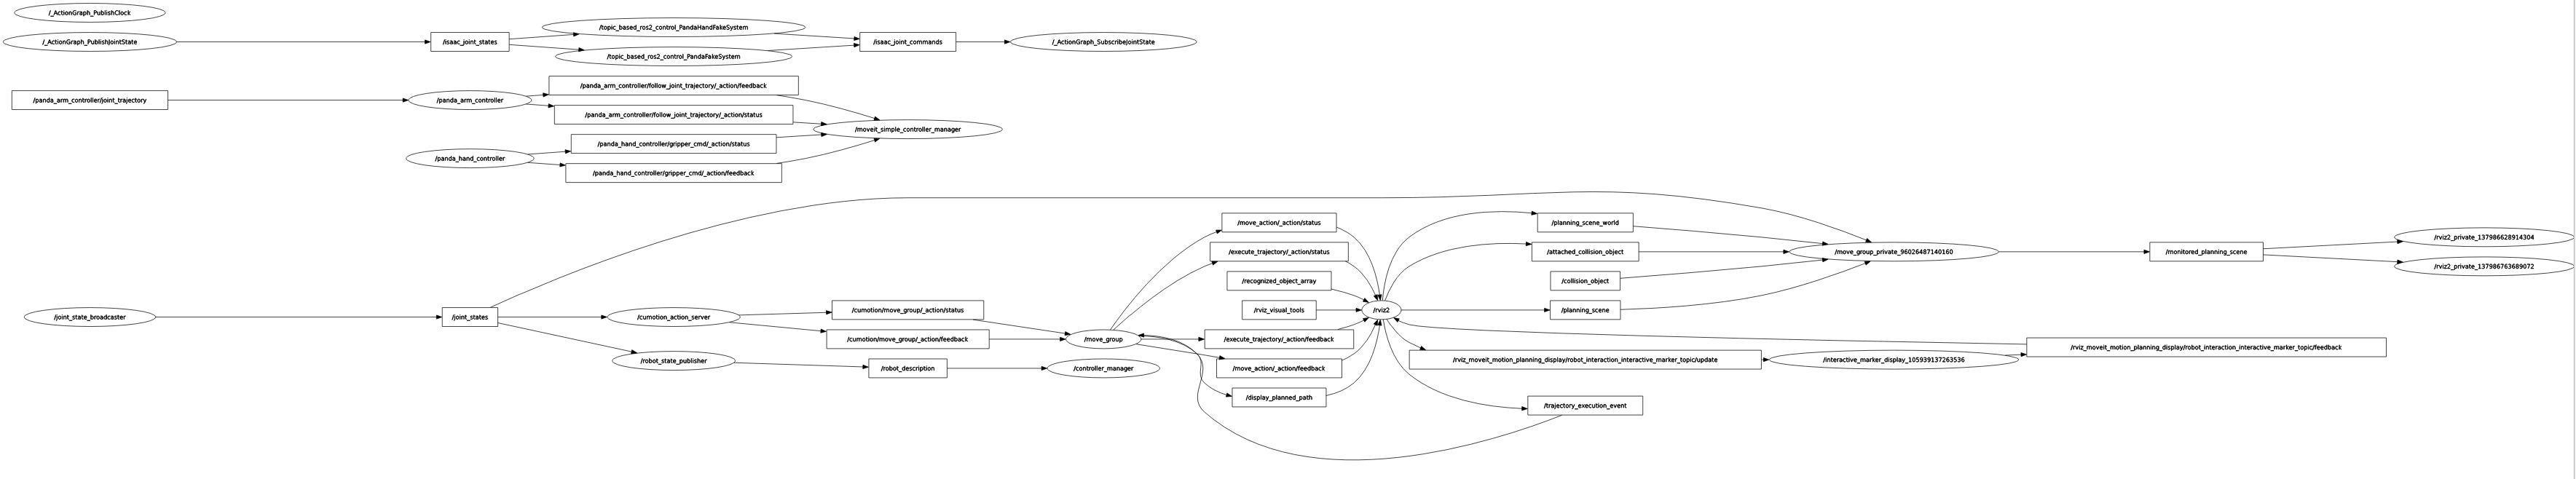 /_ActionGraph_PublishClock
/_ActionGraph_PublishJointState
/isaac_joint_states
/topic_based_ros2_control_PandaHandFakeSystem
/topic_based_ros2_control_PandaFakeSystem
/isaac_joint_commands
/_ActionGraph_SubscribeJointState
/panda_arm_controller/joint_trajectory
/panda_arm_controller
/panda_arm_controller/follow_joint_trajectory/_action/feedback
/panda_arm_controller/follow_joint_trajectory/_action/status
/moveit_simple_controller_manager
/panda_hand_controller
/panda_hand_controller/gripper_cmd/_action/status
/panda_hand_controller/gripper_cmd/_action/feedback
/joint_state_broadcaster
/joint_states
/cumotion_action_server
/robot_state_publisher
/cumotion/move_group/_action/status
/cumotion/move_group/_action/feedback
/robot_description
/move_group
/controller_manager
/move_action/_action/status
/execute_trajectory/_action/status
/recognized_object_array
/rviz_visual_tools
/execute_trajectory/_action/feedback
/move_action/_action/feedback
/display_planned_path
/rviz2
/planning_scene_world
/attached_collision_object
/collision_object
/planning_scene
/rviz_moveit_motion_planning_display/robot_interaction_interactive_marker_topic/update
/trajectory_execution_event
/move_group_private_96026487140160
/interactive_marker_display_105939137263536
/monitored_planning_scene
/rviz_moveit_motion_planning_display/robot_interaction_interactive_marker_topic/feedback
/rviz2_private_137986628914304
/rviz2_private_137986763689072